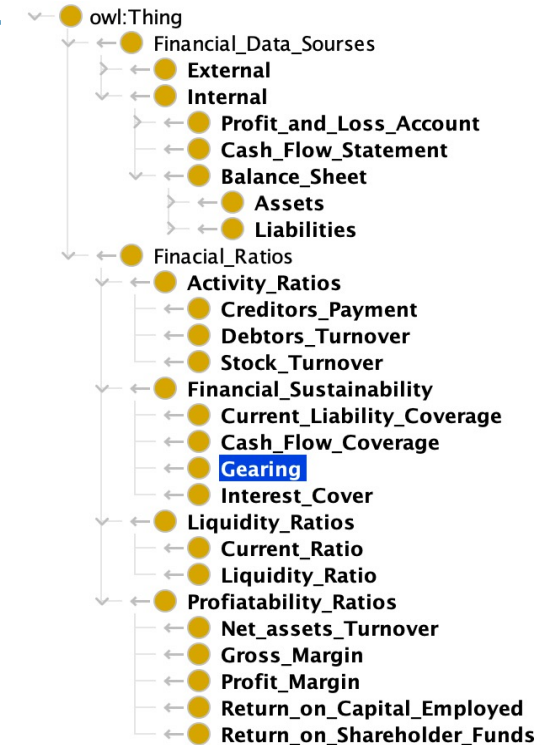 owl:Thing
Financial_Data_Sourses
External
Internal
Profit_and_Loss_Account
Cash_Flow_Statement
Balance_Sheet
Assets
Liabilities
Finacial_Ratios
Activity_Ratios
Creditors_Payment
Debtors_Turnover
Stock_Turnover
Financial_Sustainability
Current_Liability_Coverage
Cash_Flow_Coverage
Gearing
Interest_Cover
Liquidity_Ratios
Current_Ratio
Liquidity_Ratio
Profiatability_Ratios
Net_assets_Turnover
Gross_Margin
Profit_Margin
Return_on_Capital_Employed
Return_on_Shareholder_Funds